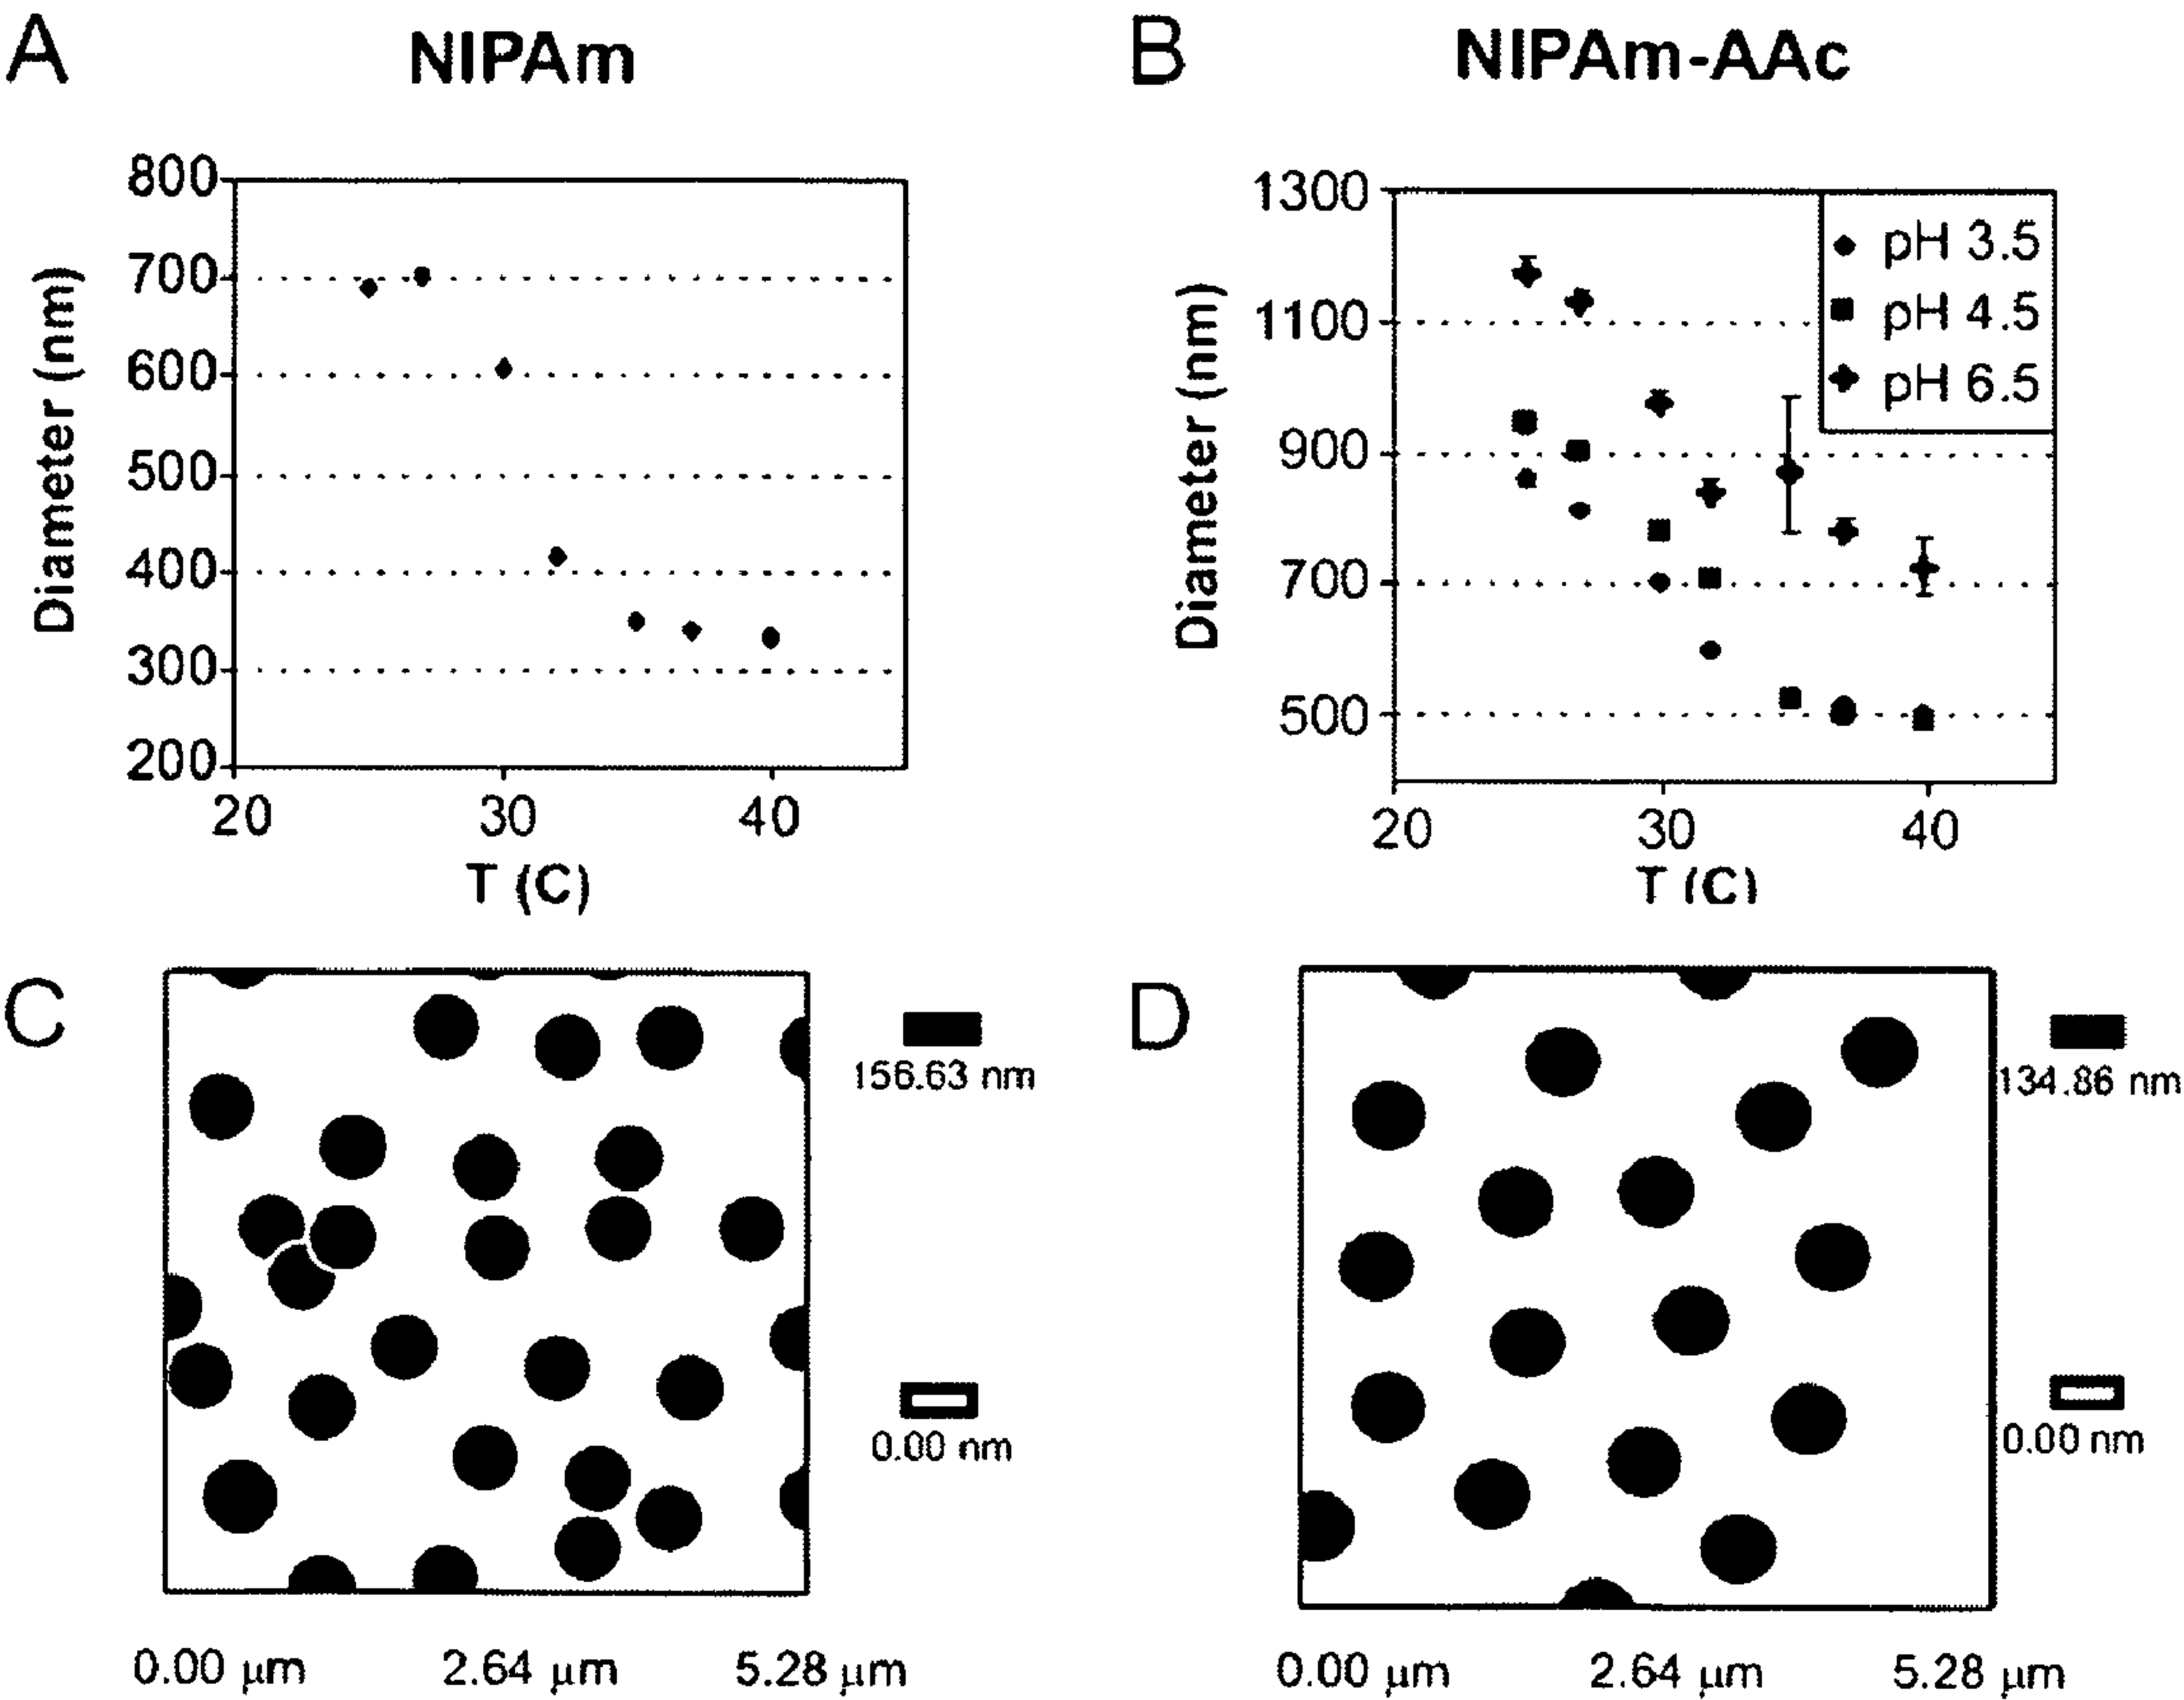 A
NIPAm
800
700
600
500
400
300
200
Diameter (nm)
20 30 40
T (C)
B
NIPAm-AAc
1300
1100
900
700
500
Diameter (nm)
pH 3.5
pH 4.5
pH 6.5
20 30 40
T (C)
C
156.63 nm
0.00 nm
0.00 μm 2.64 μm 5.28 μm
D
134.86 nm
0.00 nm
0.00 μm 2.64 μm 5.28 μm